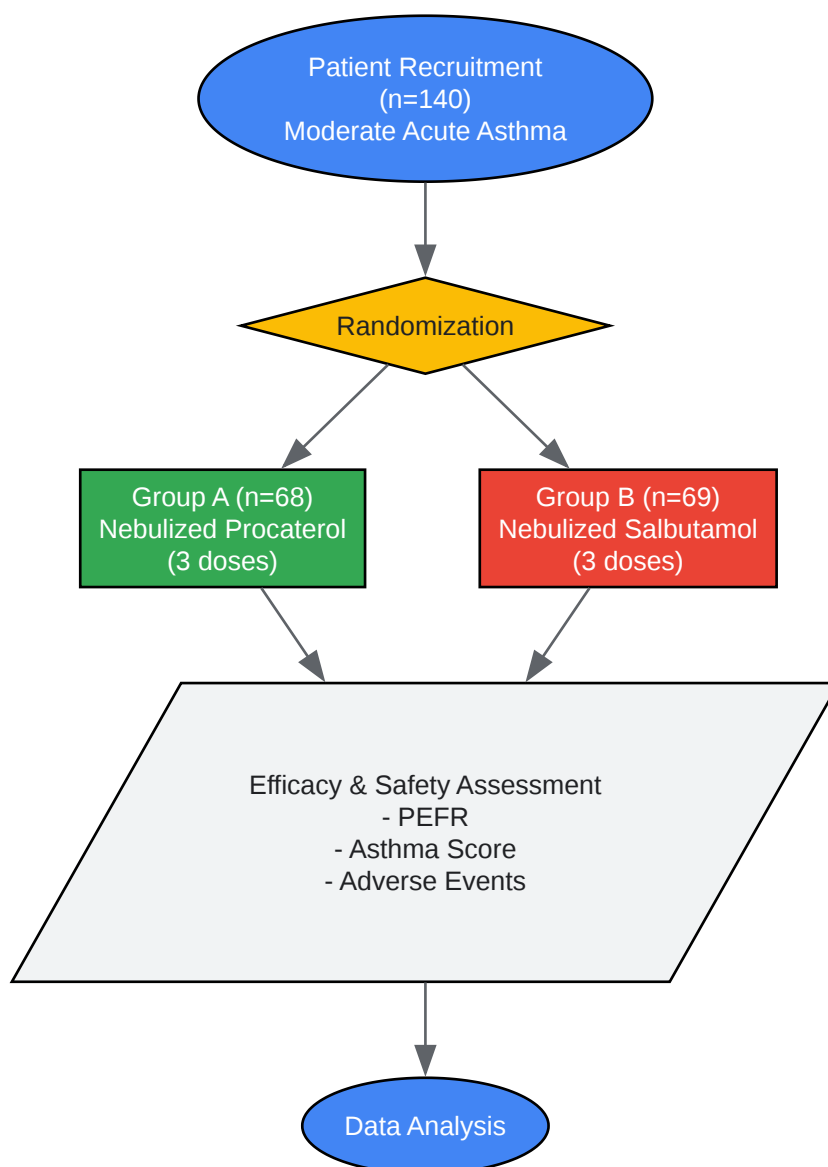 Patient Recruitment
(n=140)
Moderate Acute Asthma
Randomization
Group A (n=68)
Nebulized Procaterol
(3 doses)
Group B (n=69)
Nebulized Salbutamol
(3 doses)
Efficacy & Safety Assessment
- PEFR
- Asthma Score
- Adverse Events
Data Analysis